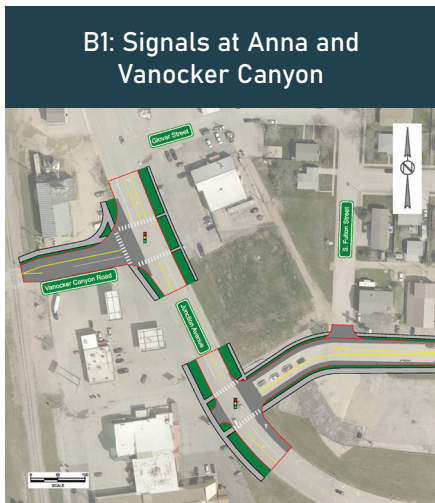 B1: Signals at Anna and
Vanocker Canyon
Glover Street
S. Fulton Street
Vanocker Canyon Road
Junction Avenue
SCALE